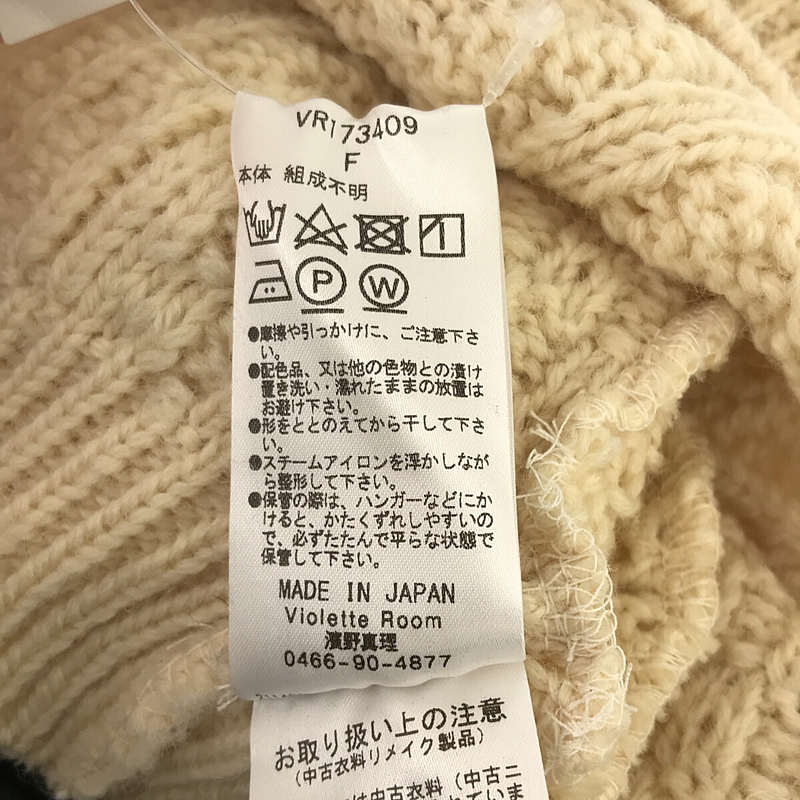 VR173409
F
本体 組成不明
P W
●摩擦や引っかけに、ご注意下さ
い。
●配色品、又は他の色物との漬け
置き洗い・濡れたままの放置は
お避け下さい。
●形をととのえてから干して下さ
い。
●スチームアイロンを浮かしなが
ら整形して下さい。
●保管の際は、ハンガーなどにか
けると、かたくずれしやすいの
で、必ずたたんで平らな状態で
保管して下さい。
MADE IN JAPAN
Violette Room
濱野真理
0466-90-4877
お取り扱い上の注意
(中古衣料リメイク製品)
は中古衣料(中古ニ